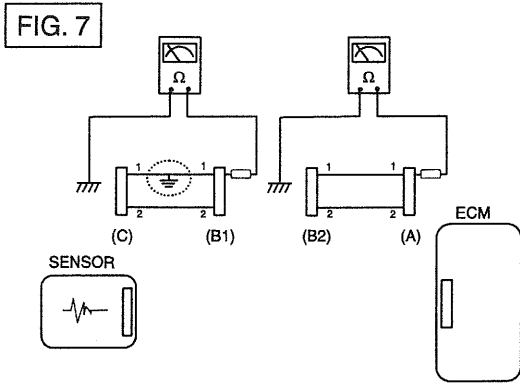 FIG. 7
Ω Ω
1 1 1 1
2 2 2 2
(C) (B1) (B2) (A)
ECM
SENSOR